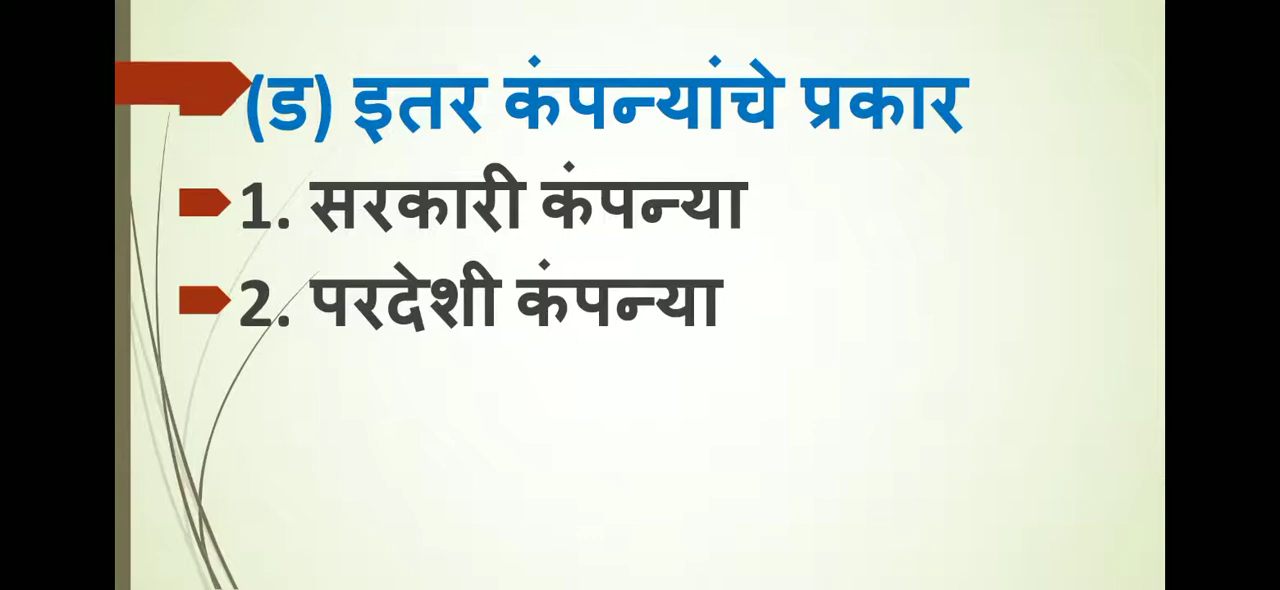 (ड) इतर कंपन्यांचे प्रकार
1. सरकारी कंपन्या
2. परदेशी कंपन्या